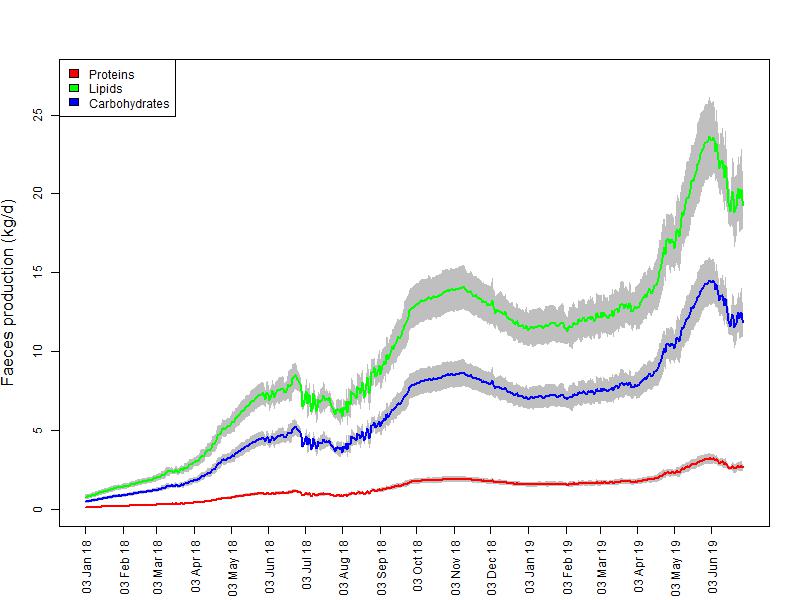 Proteins
Lipids
Carbohydrates
Faeces production (kg/d)
25
20
15
10
5
0
03 Jan 18
03 Feb 18
03 Mar 18
03 Apr 18
03 May 18
03 Jun 18
03 Jul 18
03 Aug 18
03 Sep 18
03 Oct 18
03 Nov 18
03 Dec 18
03 Jan 19
03 Feb 19
03 Mar 19
03 Apr 19
03 May 19
03 Jun 19